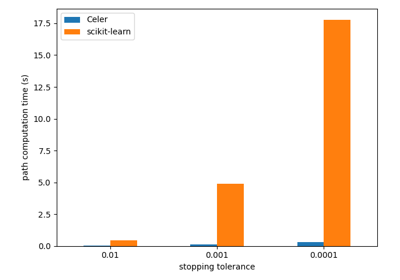 Celer
scikit-learn
17.5
15.0
12.5
10.0
7.5
5.0
2.5
0.0
path computation time (s)
0.01 0.001 0.0001
stopping tolerance